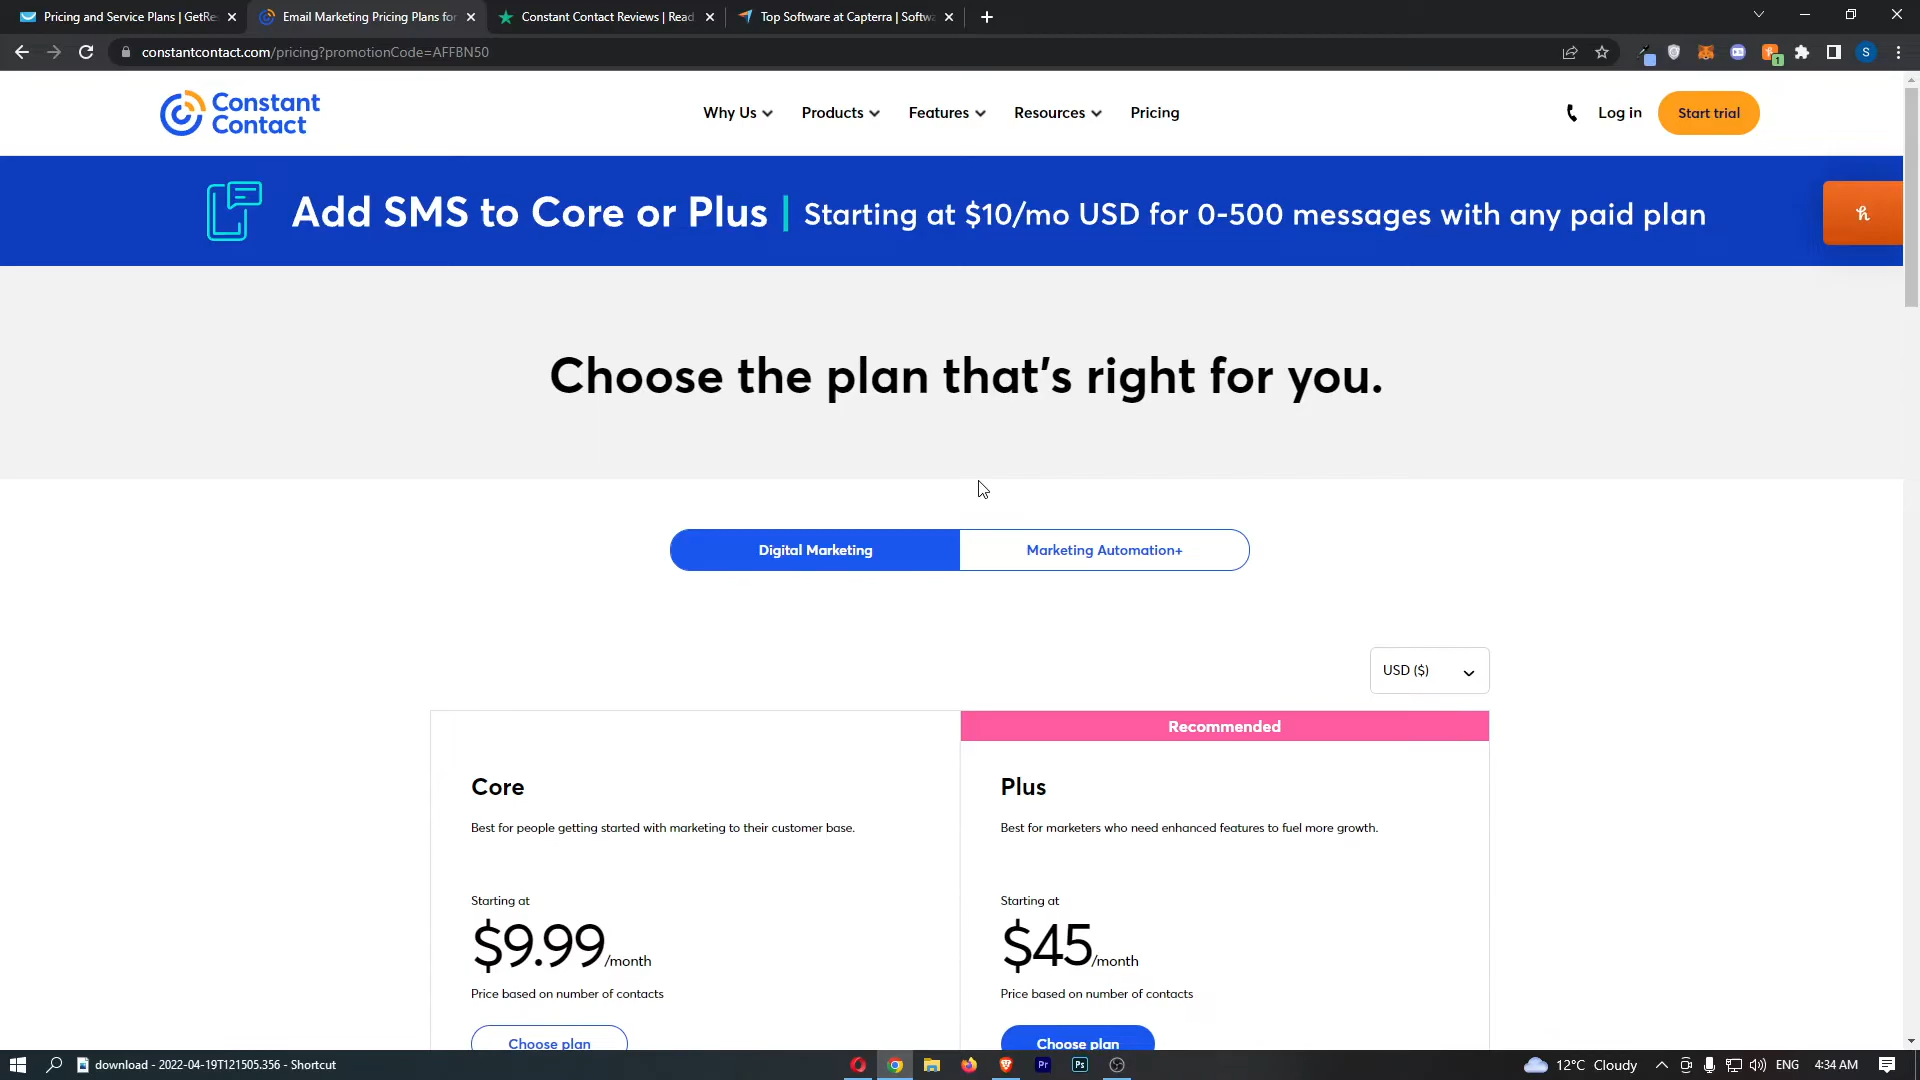 Pricing and Service Plans | GetRes
Email Marketing Pricing Plans for
Constant Contact Reviews | Read
Top Software at Capterra | Softwa
constantcontact.com/pricing?promotionCode=AFFBN50
1
S
Constant
Contact
Why Us
Products
Features
Resources
Pricing
Log in
Start trial
Add SMS to Core or Plus | Starting at $10/mo USD for 0-500 messages with any paid plan
Choose the plan that's right for you.
Digital Marketing
Marketing Automation+
USD ($)
Recommended
Core
Plus
Best for people getting started with marketing to their customer base.
Best for marketers who need enhanced features to fuel more growth.
Starting at
Starting at
$9.99/month
$45/month
Price based on number of contacts
Price based on number of contacts
Choose plan
Choose plan
download - 2022-04-19T121505.356 - Shortcut
Pr
Ps
12°C Cloudy
ENG
4:34 AM